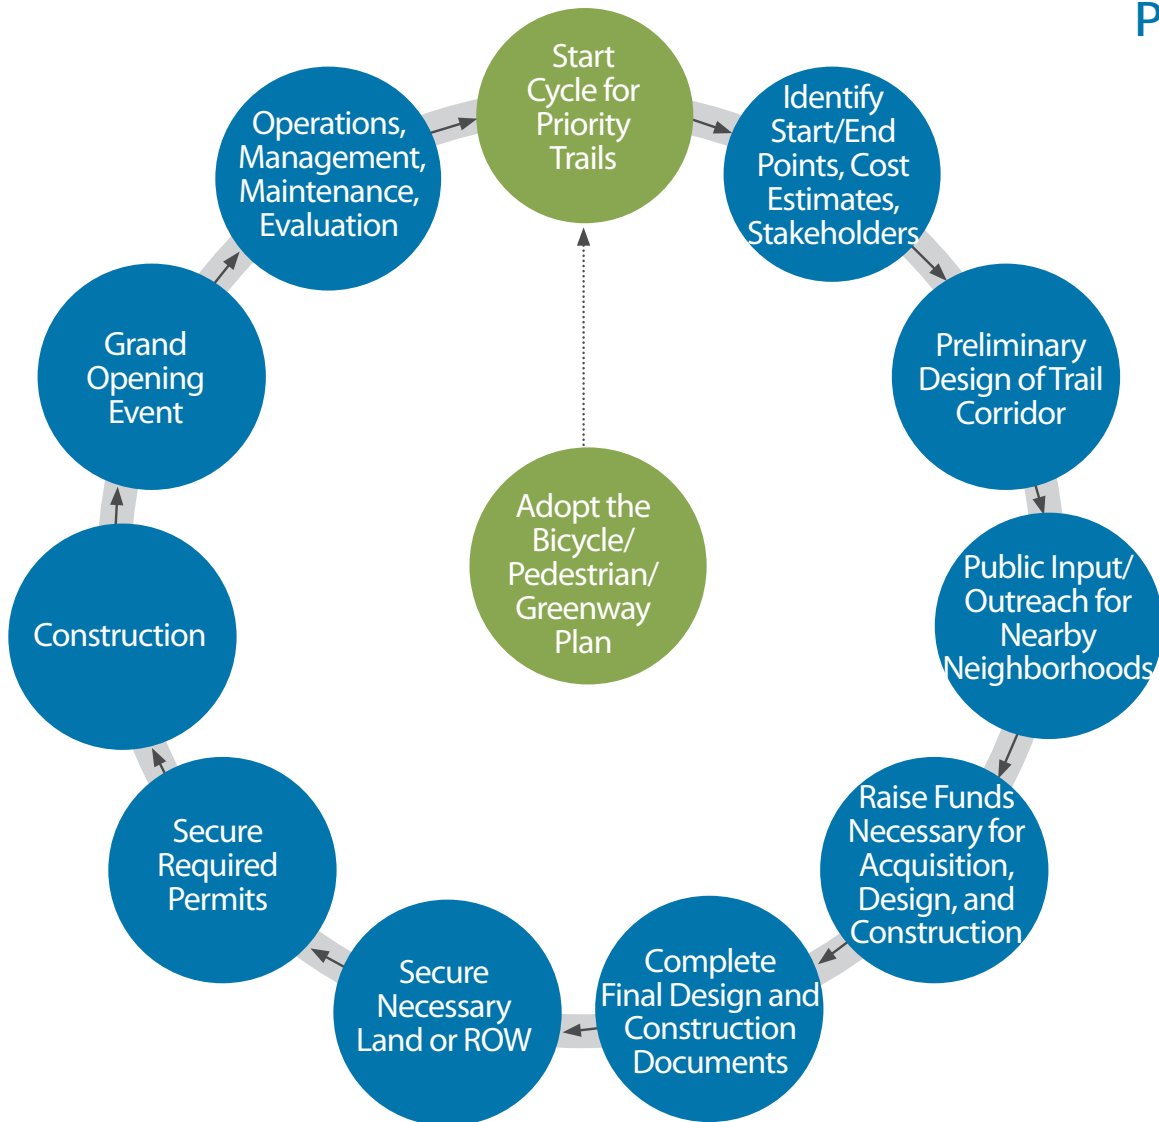 P
Start
Cycle for
Priority
Trails
Identify
Start/End
Points, Cost
Estimates,
Stakeholders
Preliminary
Design of Trail
Corridor
Public Input/
Outreach for
Nearby
Neighborhoods
Raise Funds
Necessary for
Acquisition,
Design, and
Construction
Complete
Final Design and
Construction
Documents
Secure
Necessary
Land or ROW
Secure
Required
Permits
Construction
Grand
Opening
Event
Operations,
Management,
Maintenance,
Evaluation
Adopt the
Bicycle/
Pedestrian/
Greenway
Plan